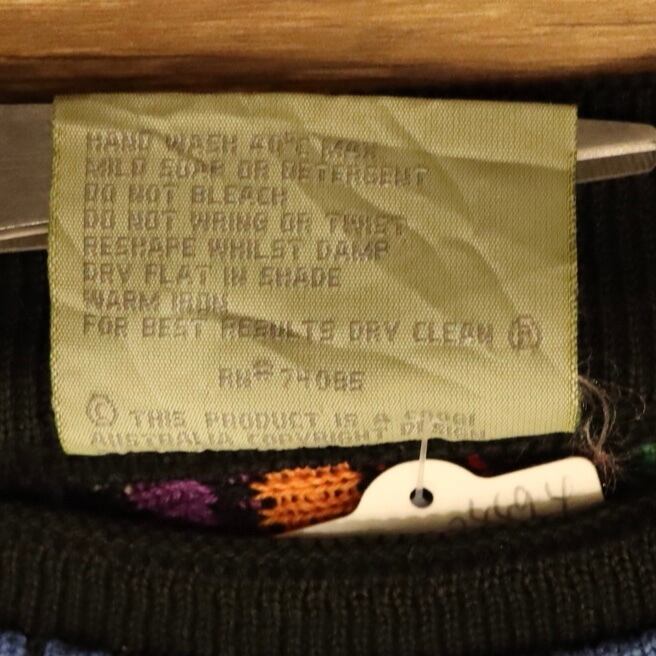 HAND WASH 40°C MAX
MILD SOAP OR DETERGENT
DO NOT BLEACH
DO NOT WRING OR TWIST
RESHAPE WHILST DAMP
DRY FLAT IN SHADE
WARM IRON
FOR BEST RESULTS DRY CLEAN Ⓟ
RN# 74085
© THIS PRODUCT IS A COOGI
AUSTRALIA COPYRIGHT DESIGN